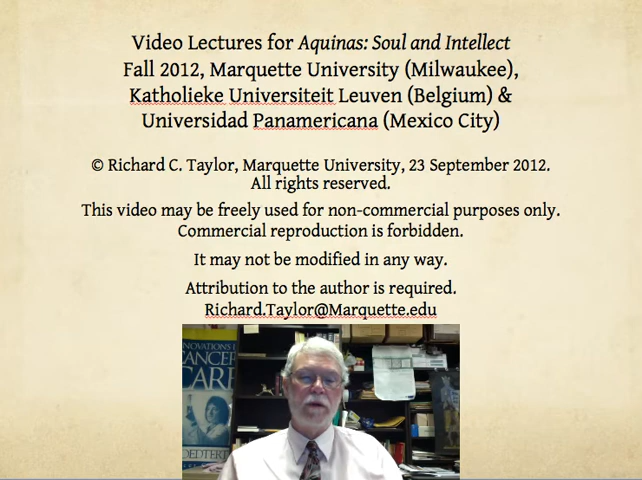 Video Lectures for Aquinas: Soul and Intellect
Fall 2012, Marquette University (Milwaukee),
Katholieke Universiteit Leuven (Belgium) &
Universidad Panamericana (Mexico City)
© Richard C. Taylor, Marquette University, 23 September 2012.
All rights reserved.
This video may be freely used for non-commercial purposes only.
Commercial reproduction is forbidden.
It may not be modified in any way.
Attribution to the author is required.
Richard.Taylor@Marquette.edu
NOVATIONS
CANCER
CARE
OEDTERT